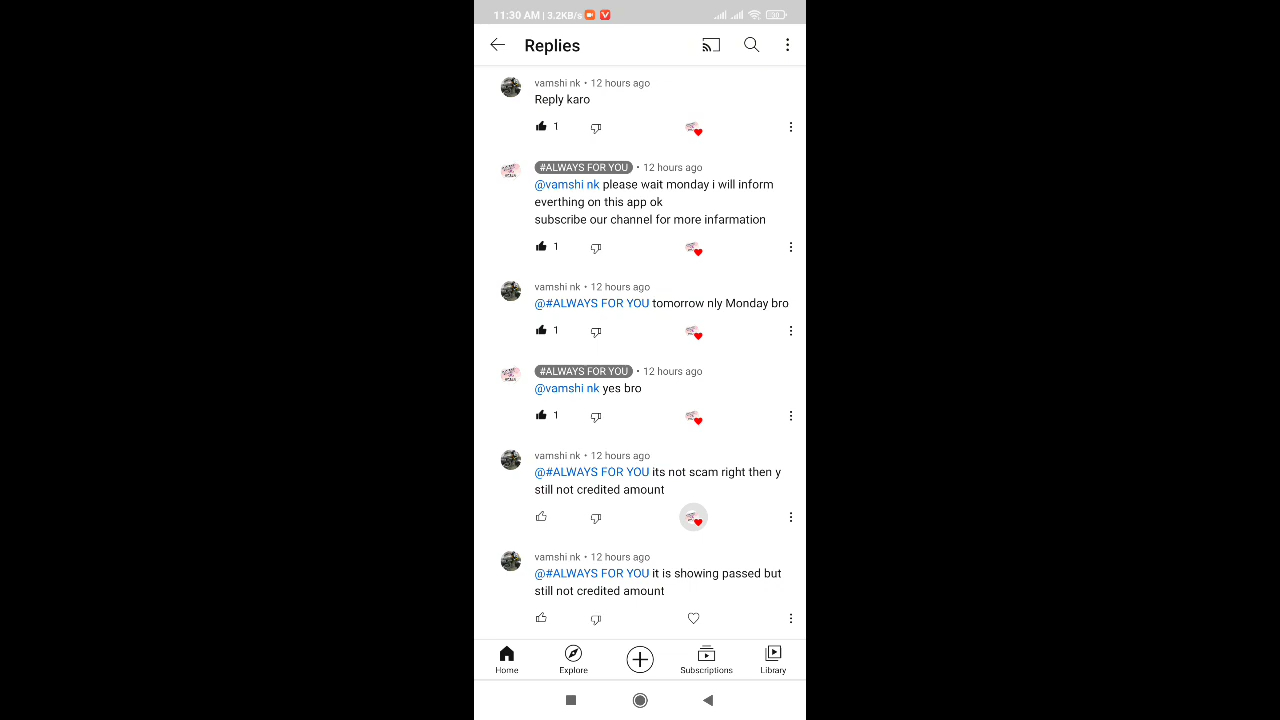 11:30 AM | 3.2KB/s
Replies
vamshi nk • 12 hours ago
Reply karo
1
#ALWAYS FOR YOU • 12 hours ago
@vamshi nk please wait monday i will inform
everthing on this app ok
subscribe our channel for more infarmation
1
vamshi nk • 12 hours ago
@#ALWAYS FOR YOU tomorrow nly Monday bro
1
#ALWAYS FOR YOU • 12 hours ago
@vamshi nk yes bro
1
vamshi nk • 12 hours ago
@#ALWAYS FOR YOU its not scam right then y
still not credited amount
vamshi nk • 12 hours ago
@#ALWAYS FOR YOU it is showing passed but
still not credited amount
Home Explore Subscriptions Library